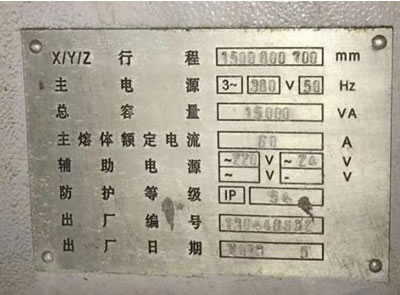 X/Y/Z 行程 1500 800 700 mm
主电源 3~ 380 V 50 Hz
总容量 15000 VA
主熔体额定电流 60 A
辅助电源 ~220 V ~24 V
~ V - V
防护等级 IP 54
出厂编号
出厂日期 5